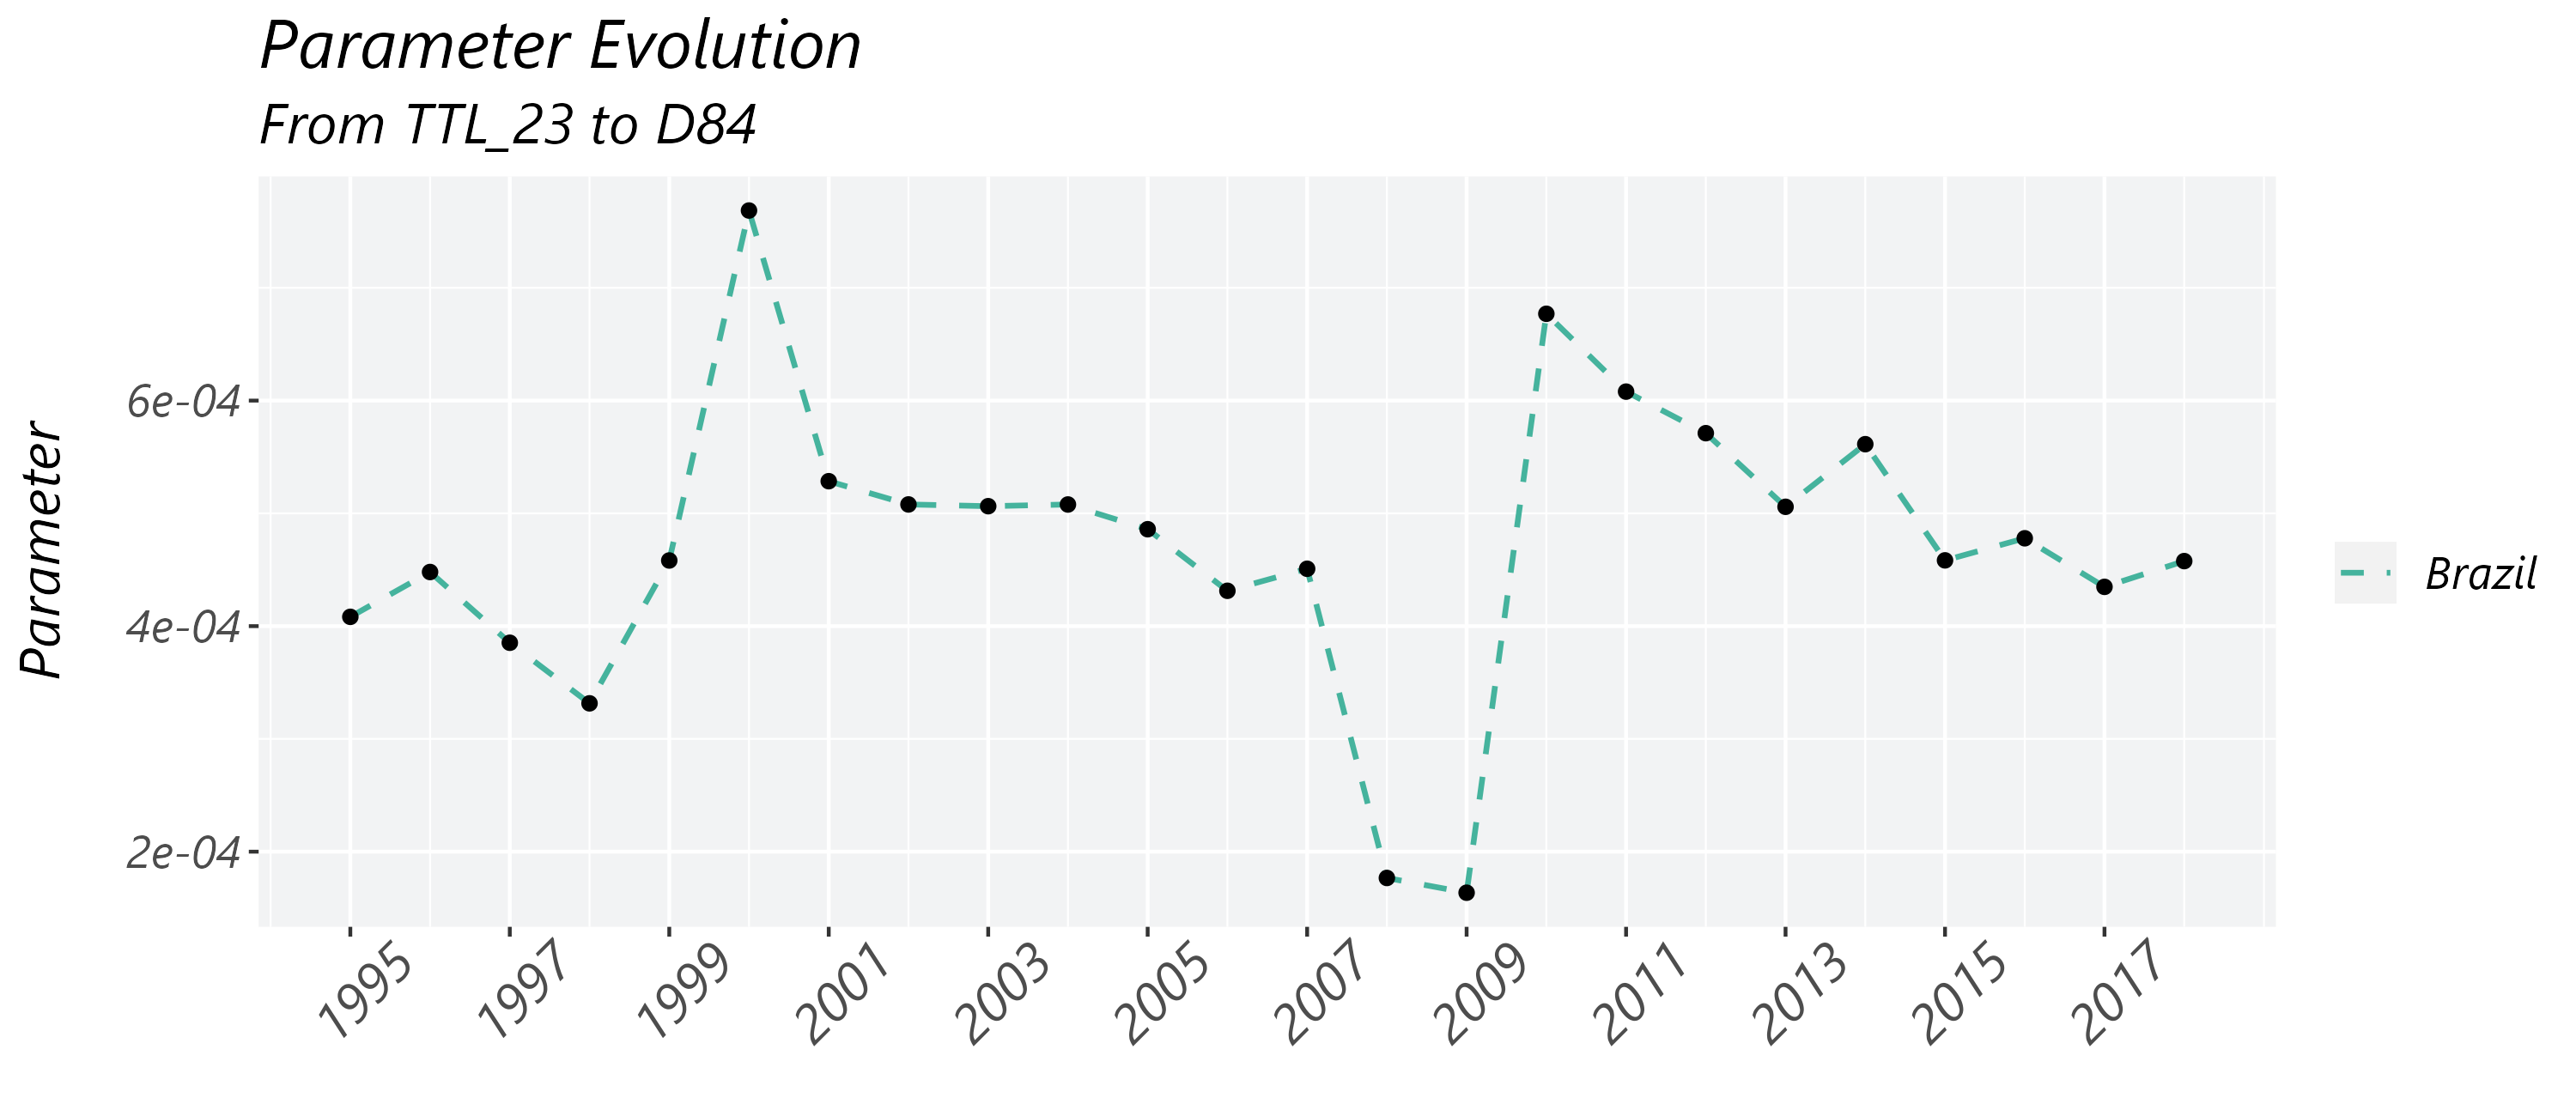 Parameter Evolution
From TTL_23 to D84
Parameter
6e-04
4e-04
2e-04
1995
1997
1999
2001
2003
2005
2007
2009
2011
2013
2015
2017
Brazil